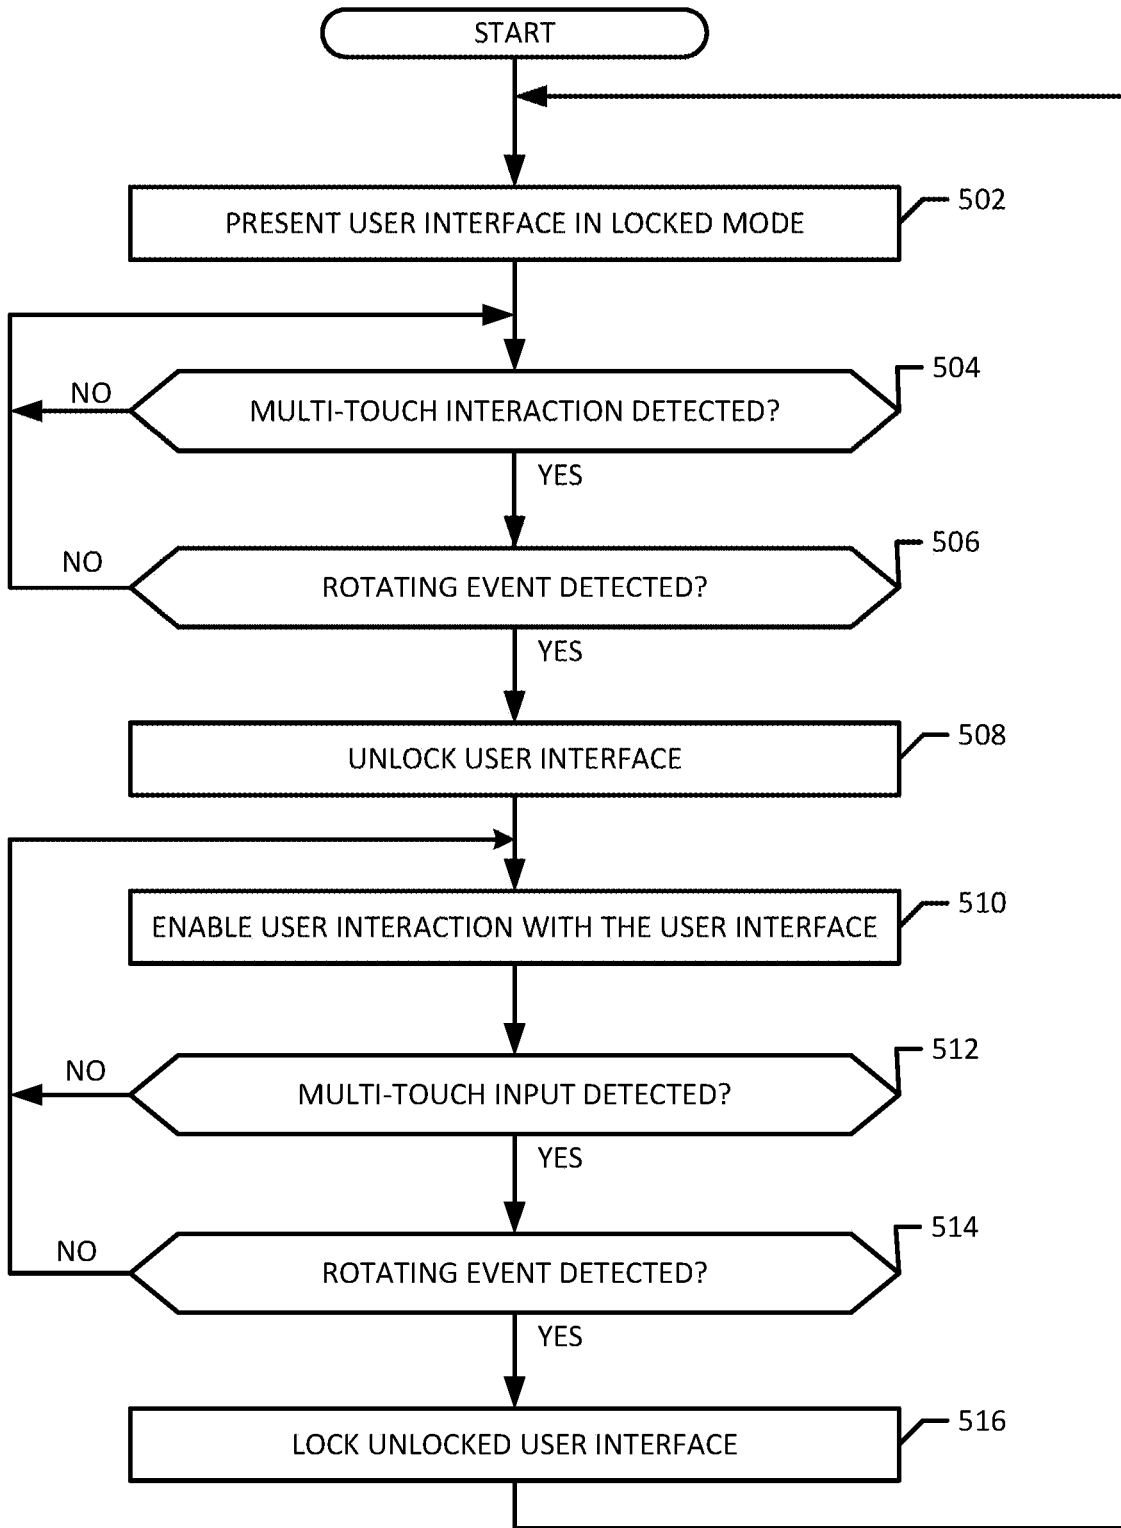 START
PRESENT USER INTERFACE IN LOCKED MODE
502
MULTI-TOUCH INTERACTION DETECTED?
504
NO
YES
ROTATING EVENT DETECTED?
506
NO
YES
UNLOCK USER INTERFACE
508
ENABLE USER INTERACTION WITH THE USER INTERFACE
510
MULTI-TOUCH INPUT DETECTED?
512
NO
YES
ROTATING EVENT DETECTED?
514
NO
YES
LOCK UNLOCKED USER INTERFACE
516